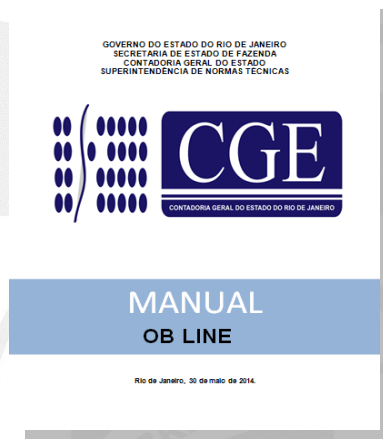 GOVERNO DO ESTADO DO RIO DE JANEIRO
SECRETARIA DE ESTADO DE FAZENDA
CONTADORIA GERAL DO ESTADO
SUPERINTENDÊNCIA DE NORMAS TÉCNICAS
CGE
CONTADORIA GERAL DO ESTADO DO RIO DE JANEIRO
MANUAL
OB LINE
Rio de Janeiro, 30 de maio de 2014.